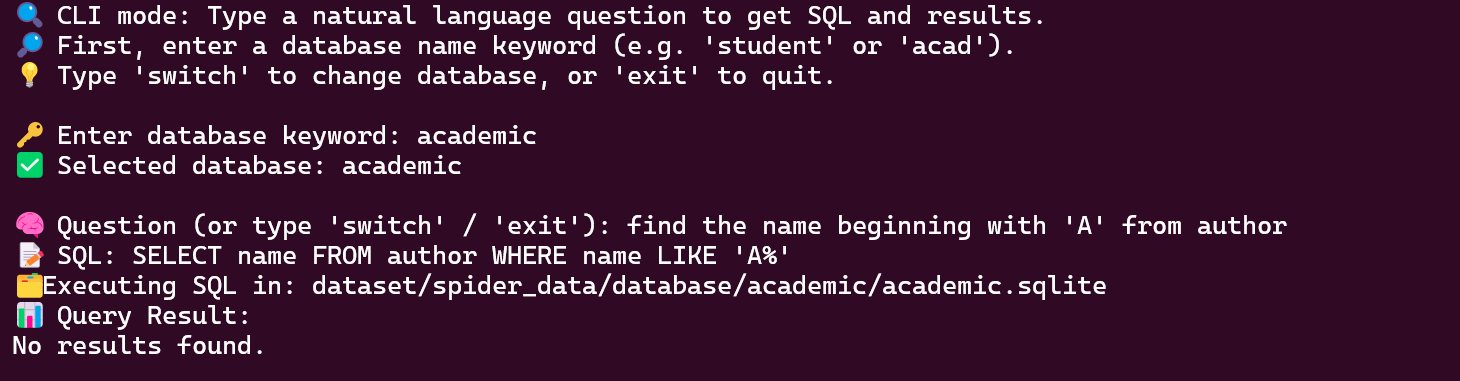 🔍 CLI mode: Type a natural language question to get SQL and results.
🔎 First, enter a database name keyword (e.g. 'student' or 'acad').
💡 Type 'switch' to change database, or 'exit' to quit.
🔑 Enter database keyword: academic
✅ Selected database: academic
🧠 Question (or type 'switch' / 'exit'): find the name beginning with 'A' from author
📝 SQL: SELECT name FROM author WHERE name LIKE 'A%'
🗂️Executing SQL in: dataset/spider_data/database/academic/academic.sqlite
📊 Query Result:
No results found.